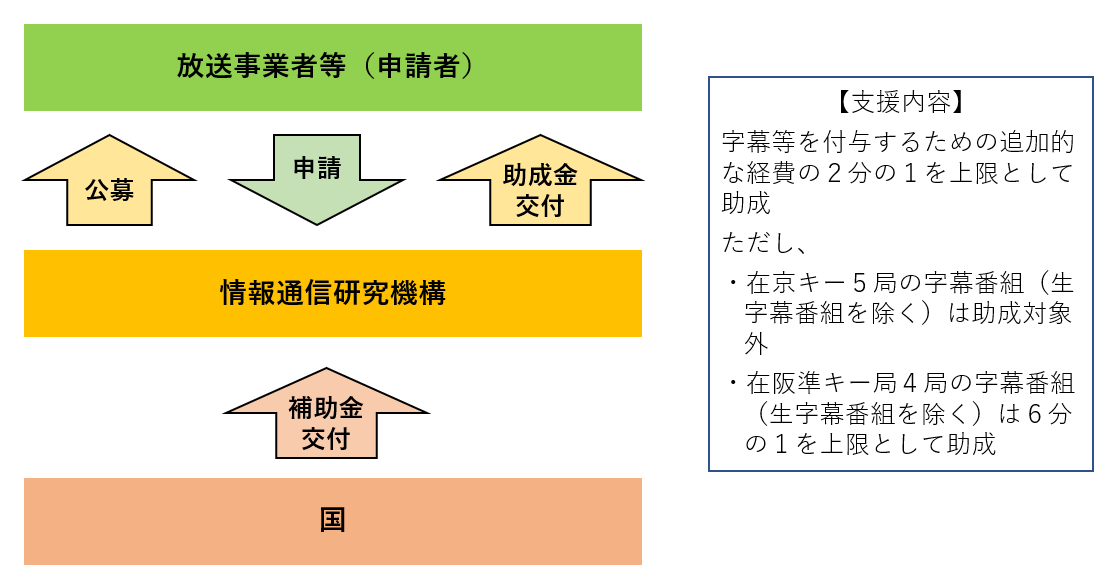 放送事業者等（申請者）
公募
申請
助成金
交付
情報通信研究機構
補助金
交付
国
【支援内容】
字幕等を付与するための追加的
な経費の２分の１を上限として
助成
ただし、
・在京キー５局の字幕番組（生
字幕番組を除く）は助成対象
外
・在阪準キー局４局の字幕番組
（生字幕番組を除く）は６分
の１を上限として助成